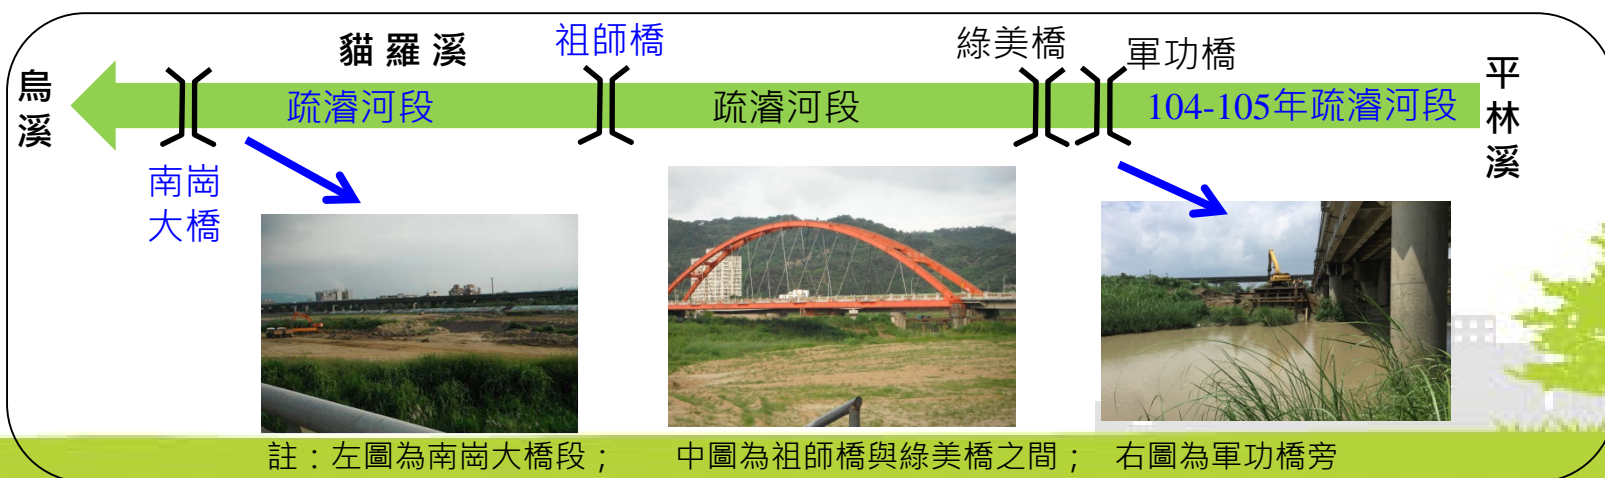 烏溪
貓羅溪
祖師橋
綠美橋
軍功橋
平林溪
疏濬河段
疏濬河段
104-105年疏濬河段
南崗
大橋
註：左圖為南崗大橋段； 中圖為祖師橋與綠美橋之間； 右圖為軍功橋旁